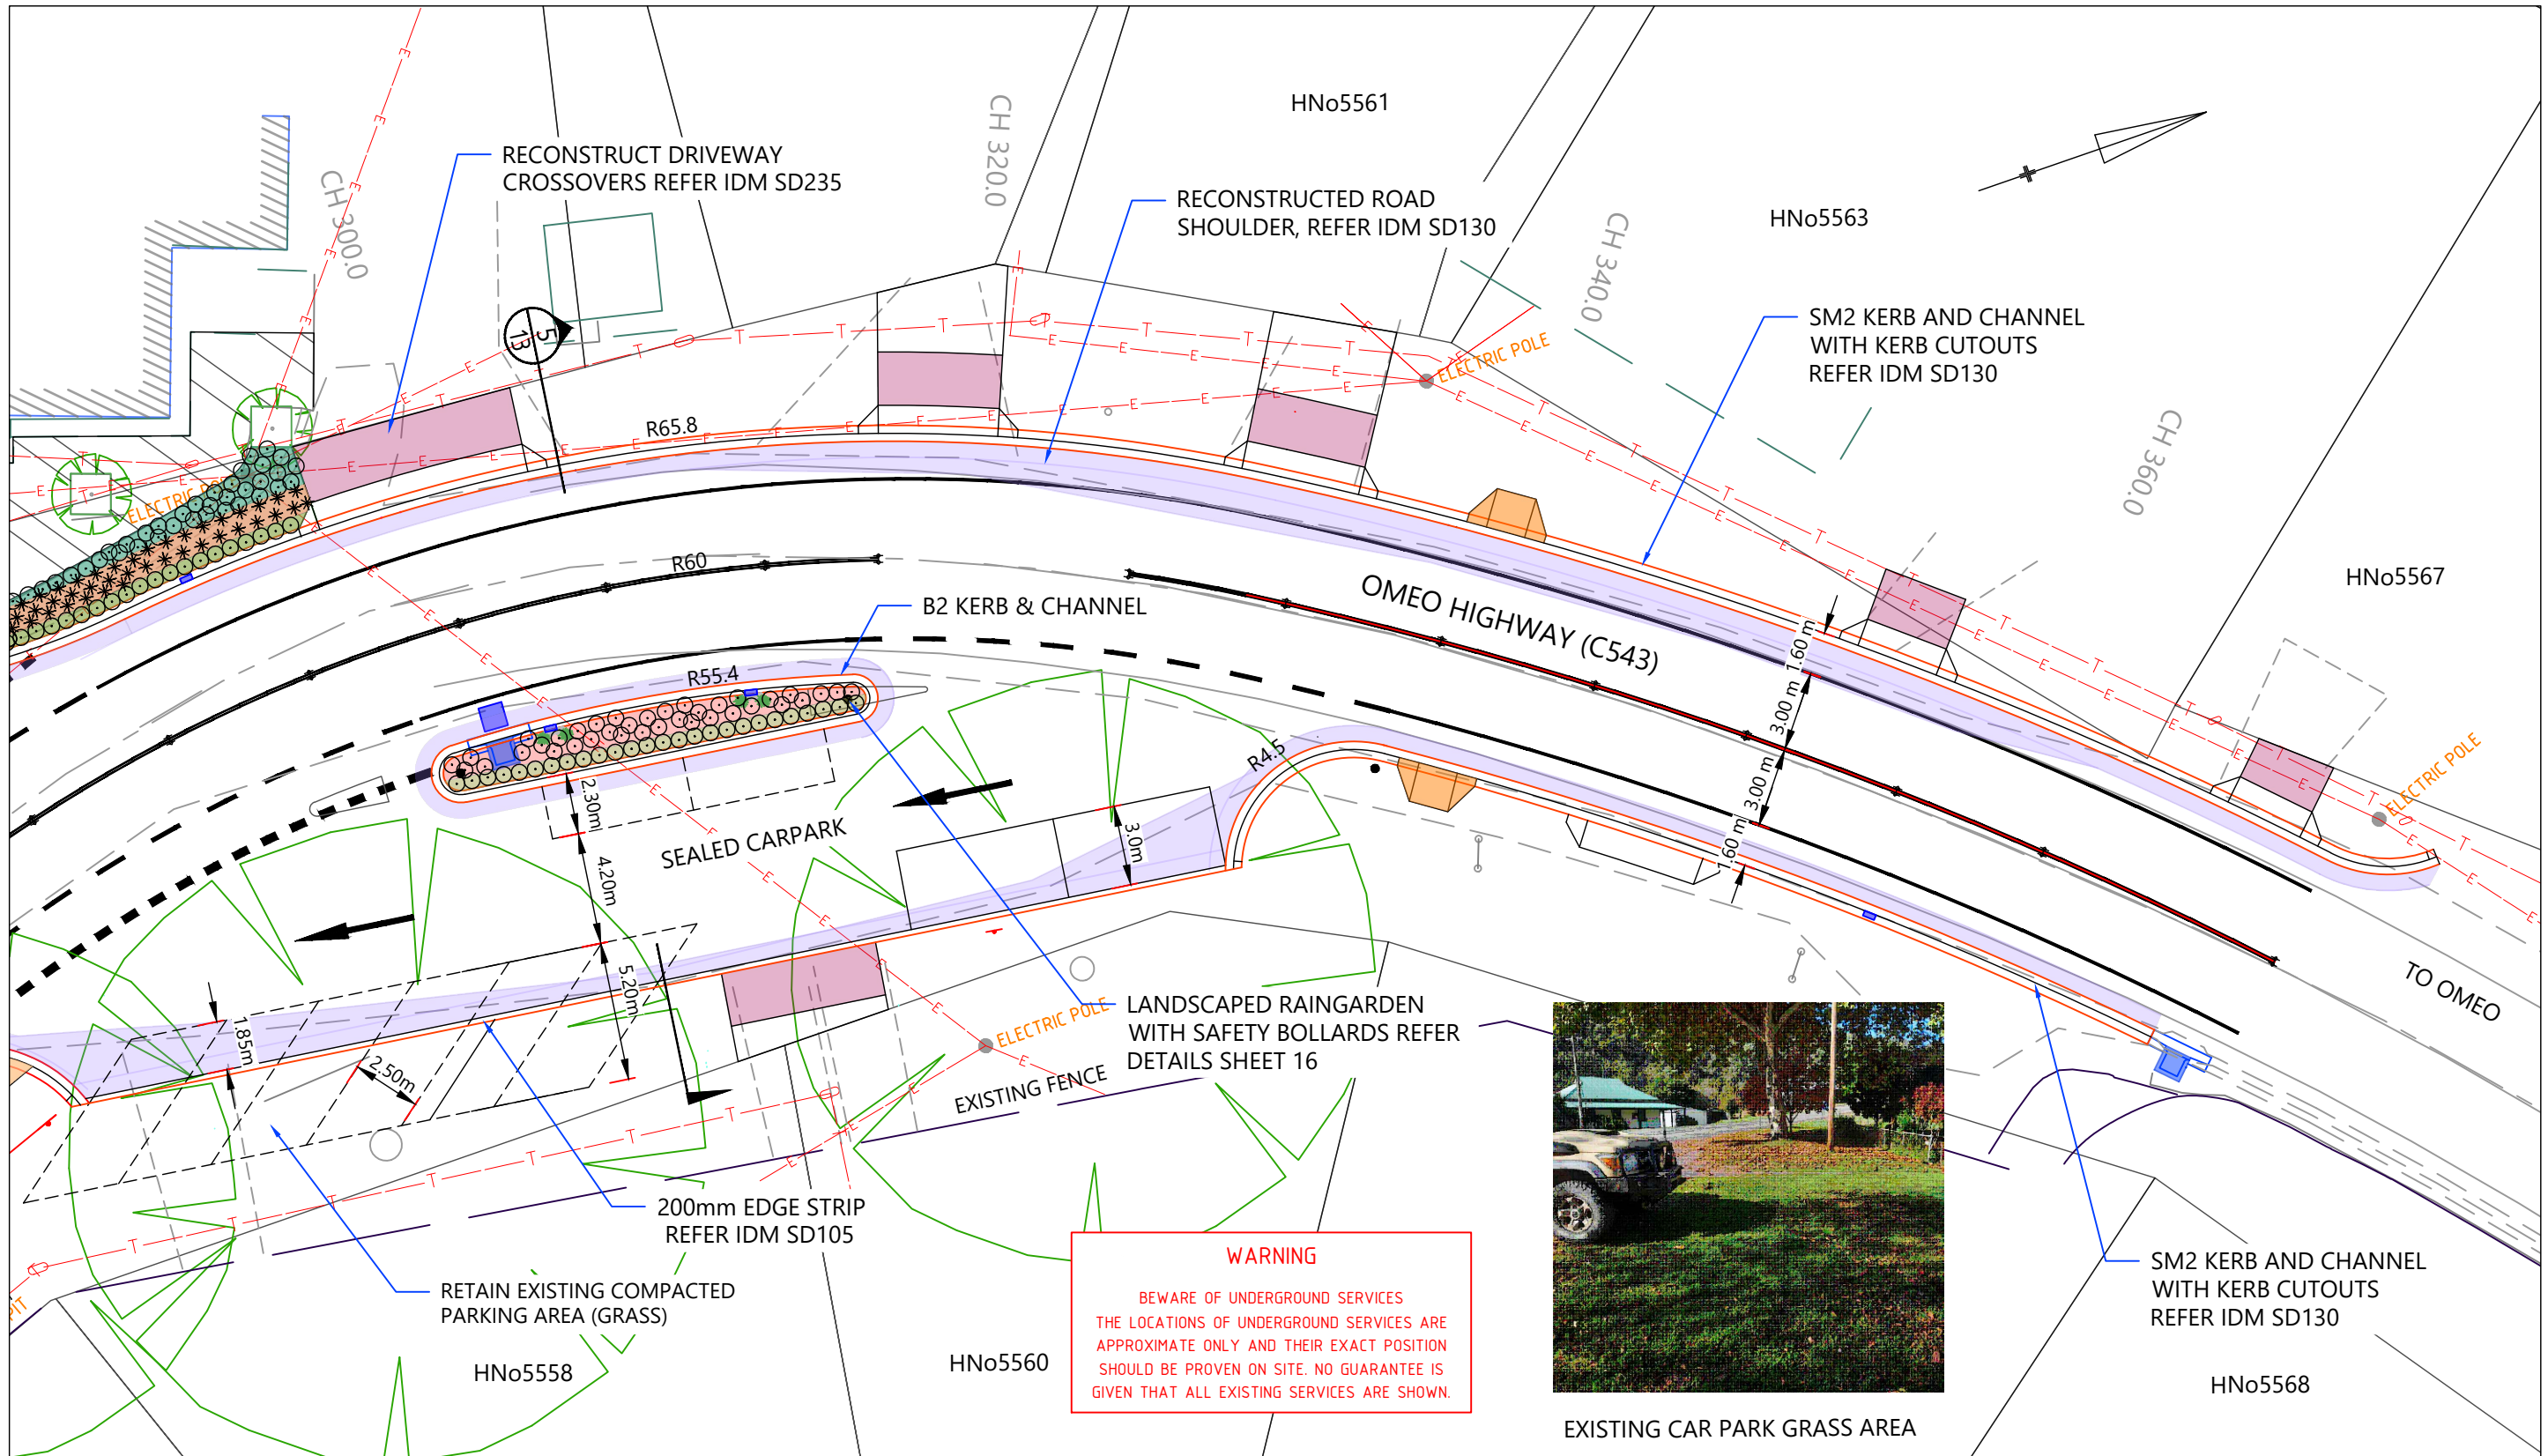 HNo5561
CH 320.0
RECONSTRUCT DRIVEWAY
CROSSOVERS REFER IDM SD235
CH 300.0
RECONSTRUCTED ROAD
SHOULDER, REFER IDM SD130
HNo5563
CH 340.0
SM2 KERB AND CHANNEL
WITH KERB CUTOUTS
REFER IDM SD130
5
13
ELECTRIC POLE
R65.8
CH 360.0
HNo5567
R60
B2 KERB & CHANNEL
OMEO HIGHWAY (C543)
R55.4
1.60 m
3.00 m
3.00 m
1.60 m
R4.5
ELECTRIC POLE
2.30m
SEALED CARPARK
3.0m
4.20m
5.20m
1.85m
2.50m
TO OMEO
ELECTRIC POLE
LANDSCAPED RAINGARDEN
WITH SAFETY BOLLARDS REFER
DETAILS SHEET 16
EXISTING FENCE
200mm EDGE STRIP
REFER IDM SD105
RETAIN EXISTING COMPACTED
PARKING AREA (GRASS)
HNo5558
HNo5560
WARNING
BEWARE OF UNDERGROUND SERVICES
THE LOCATIONS OF UNDERGROUND SERVICES ARE
APPROXIMATE ONLY AND THEIR EXACT POSITION
SHOULD BE PROVEN ON SITE. NO GUARANTEE IS
GIVEN THAT ALL EXISTING SERVICES ARE SHOWN.
EXISTING CAR PARK GRASS AREA
SM2 KERB AND CHANNEL
WITH KERB CUTOUTS
REFER IDM SD130
HNo5568